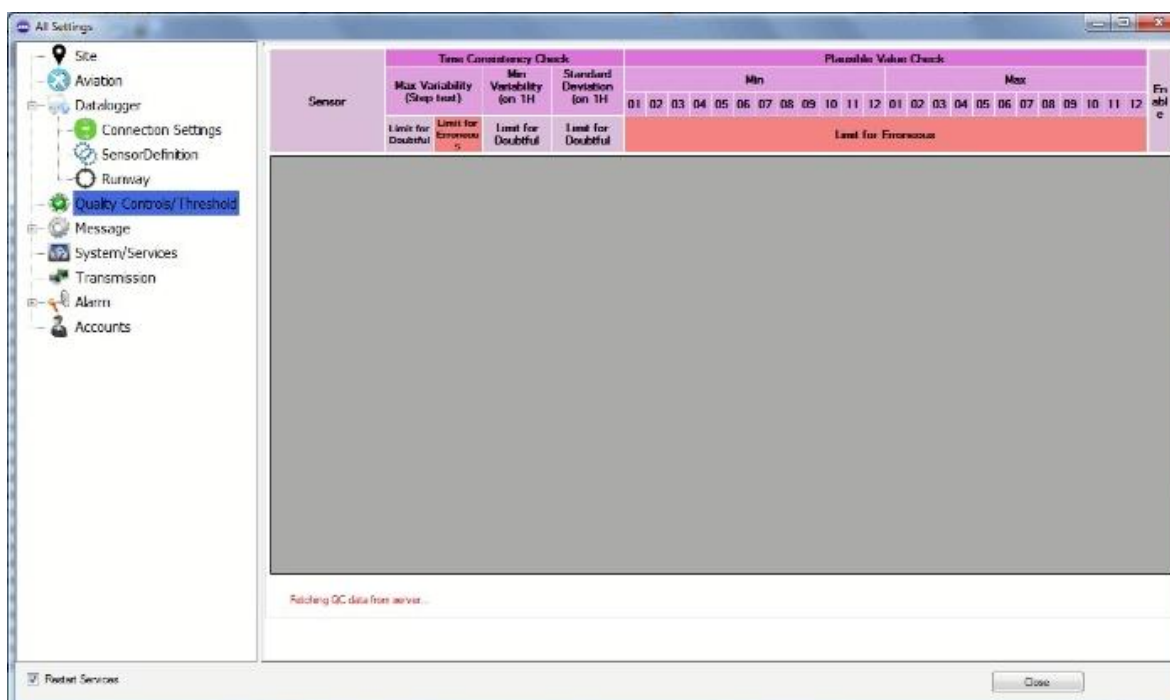 All Settings
Site
Aviation
Datalogger
Connection Settings
SensorDefinition
Runway
Quality Controls/Threshold
Message
System/Services
Transmission
Alarm
Accounts
Time Consistency Check
Plausible Value Check
Sensor
Max Variability
(Step test)
Min
Variability
(on 1H
Standard
Deviation
(on 1H
Min
Max
01 02 03 04 05 06 07 08 09 10 11 12 01 02 03 04 05 06 07 08 09 10 11 12
En
abl
e
Limit for
Doubtful
Limit for
Erroneou
s
Limit for
Doubtful
Limit for
Doubtful
Limit for Erroneous
Fetching QC data from server...
Restart Services
Close